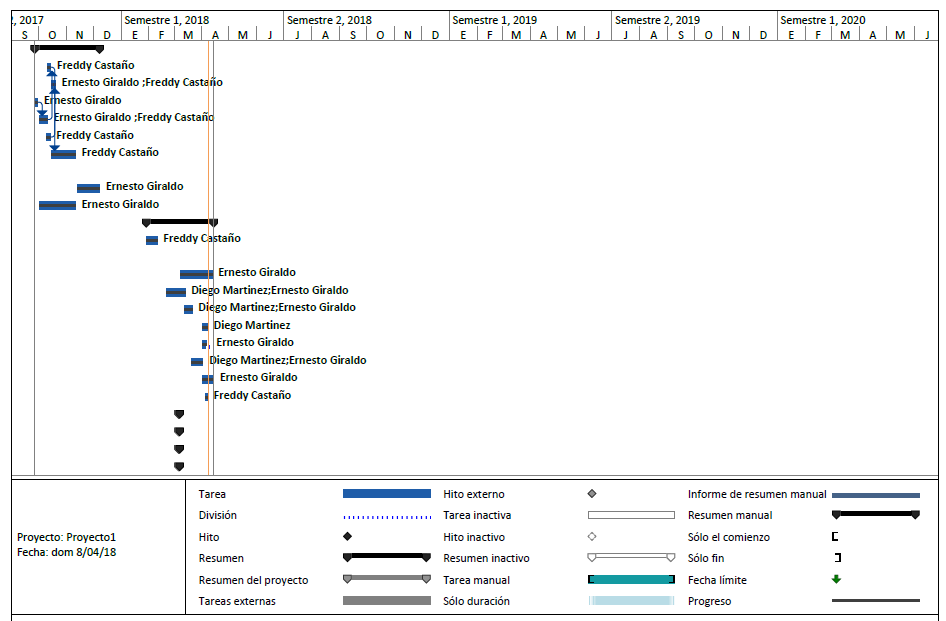 , 2017 Semestre 1, 2018 Semestre 2, 2018 Semestre 1, 2019 Semestre 2, 2019 Semestre 1, 2020
S O N D E F M A M J J A S O N D E F M A M J J A S O N D E F M A M J
Freddy Castaño
Ernesto Giraldo ;Freddy Castaño
Ernesto Giraldo
Ernesto Giraldo ;Freddy Castaño
Freddy Castaño
Freddy Castaño
Ernesto Giraldo
Ernesto Giraldo
Freddy Castaño
Ernesto Giraldo
Diego Martinez;Ernesto Giraldo
Diego Martinez;Ernesto Giraldo
Diego Martinez
Ernesto Giraldo
Diego Martinez;Ernesto Giraldo
Ernesto Giraldo
Freddy Castaño
Proyecto: Proyecto1
Fecha: dom 8/04/18
Tarea
División
Hito
Resumen
Resumen del proyecto
Tareas externas
Hito externo
Tarea inactiva
Hito inactivo
Resumen inactivo
Tarea manual
Sólo duración
Informe de resumen manual
Resumen manual
Sólo el comienzo
Sólo fin
Fecha límite
Progreso